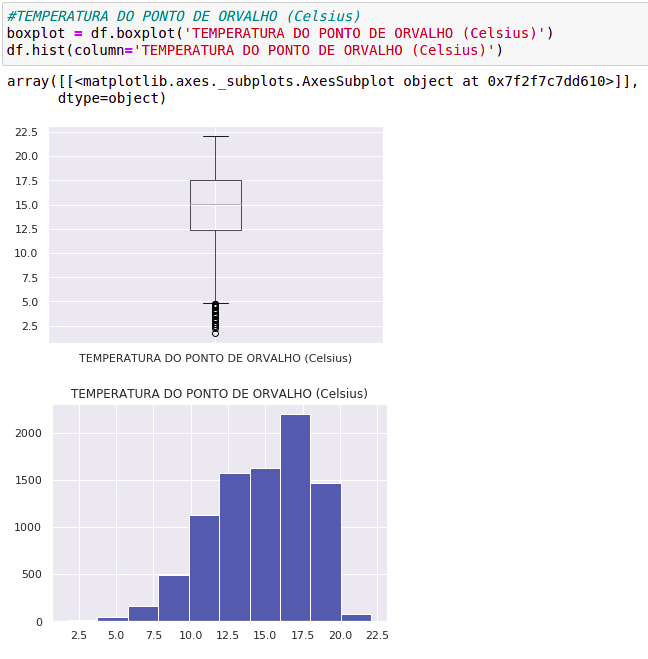 #TEMPERATURA DO PONTO DE ORVALHO (Celsius)
boxplot = df.boxplot('TEMPERATURA DO PONTO DE ORVALHO (Celsius)')
df.hist(column='TEMPERATURA DO PONTO DE ORVALHO (Celsius)')
array([[<matplotlib.axes._subplots.AxesSubplot object at 0x7f2f7c7dd610>]],
dtype=object)
22.5
20.0
17.5
15.0
12.5
10.0
7.5
5.0
2.5
TEMPERATURA DO PONTO DE ORVALHO (Celsius)
TEMPERATURA DO PONTO DE ORVALHO (Celsius)
2000
1500
1000
500
0
2.5 5.0 7.5 10.0 12.5 15.0 17.5 20.0 22.5